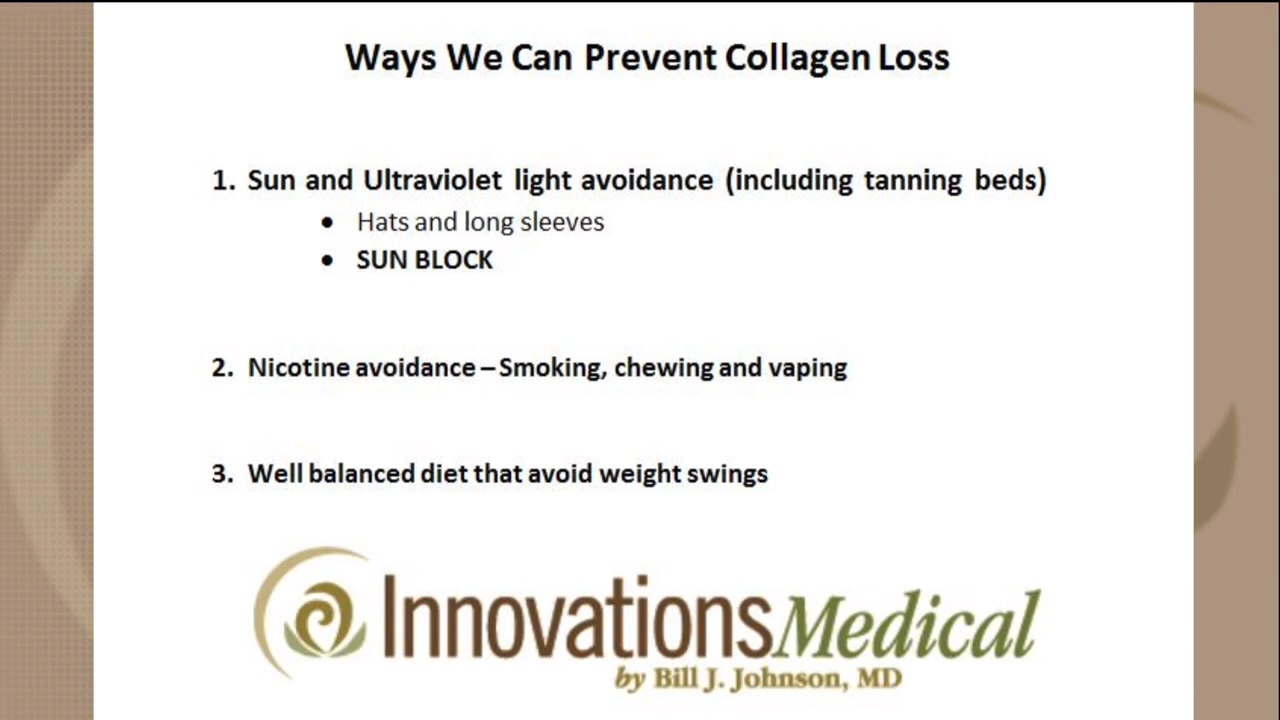 Ways We Can Prevent Collagen Loss
1. Sun and Ultraviolet light avoidance (including tanning beds)
• Hats and long sleeves
• SUN BLOCK
2. Nicotine avoidance – Smoking, chewing and vaping
3. Well balanced diet that avoid weight swings
InnovationsMedical
by Bill J. Johnson, MD